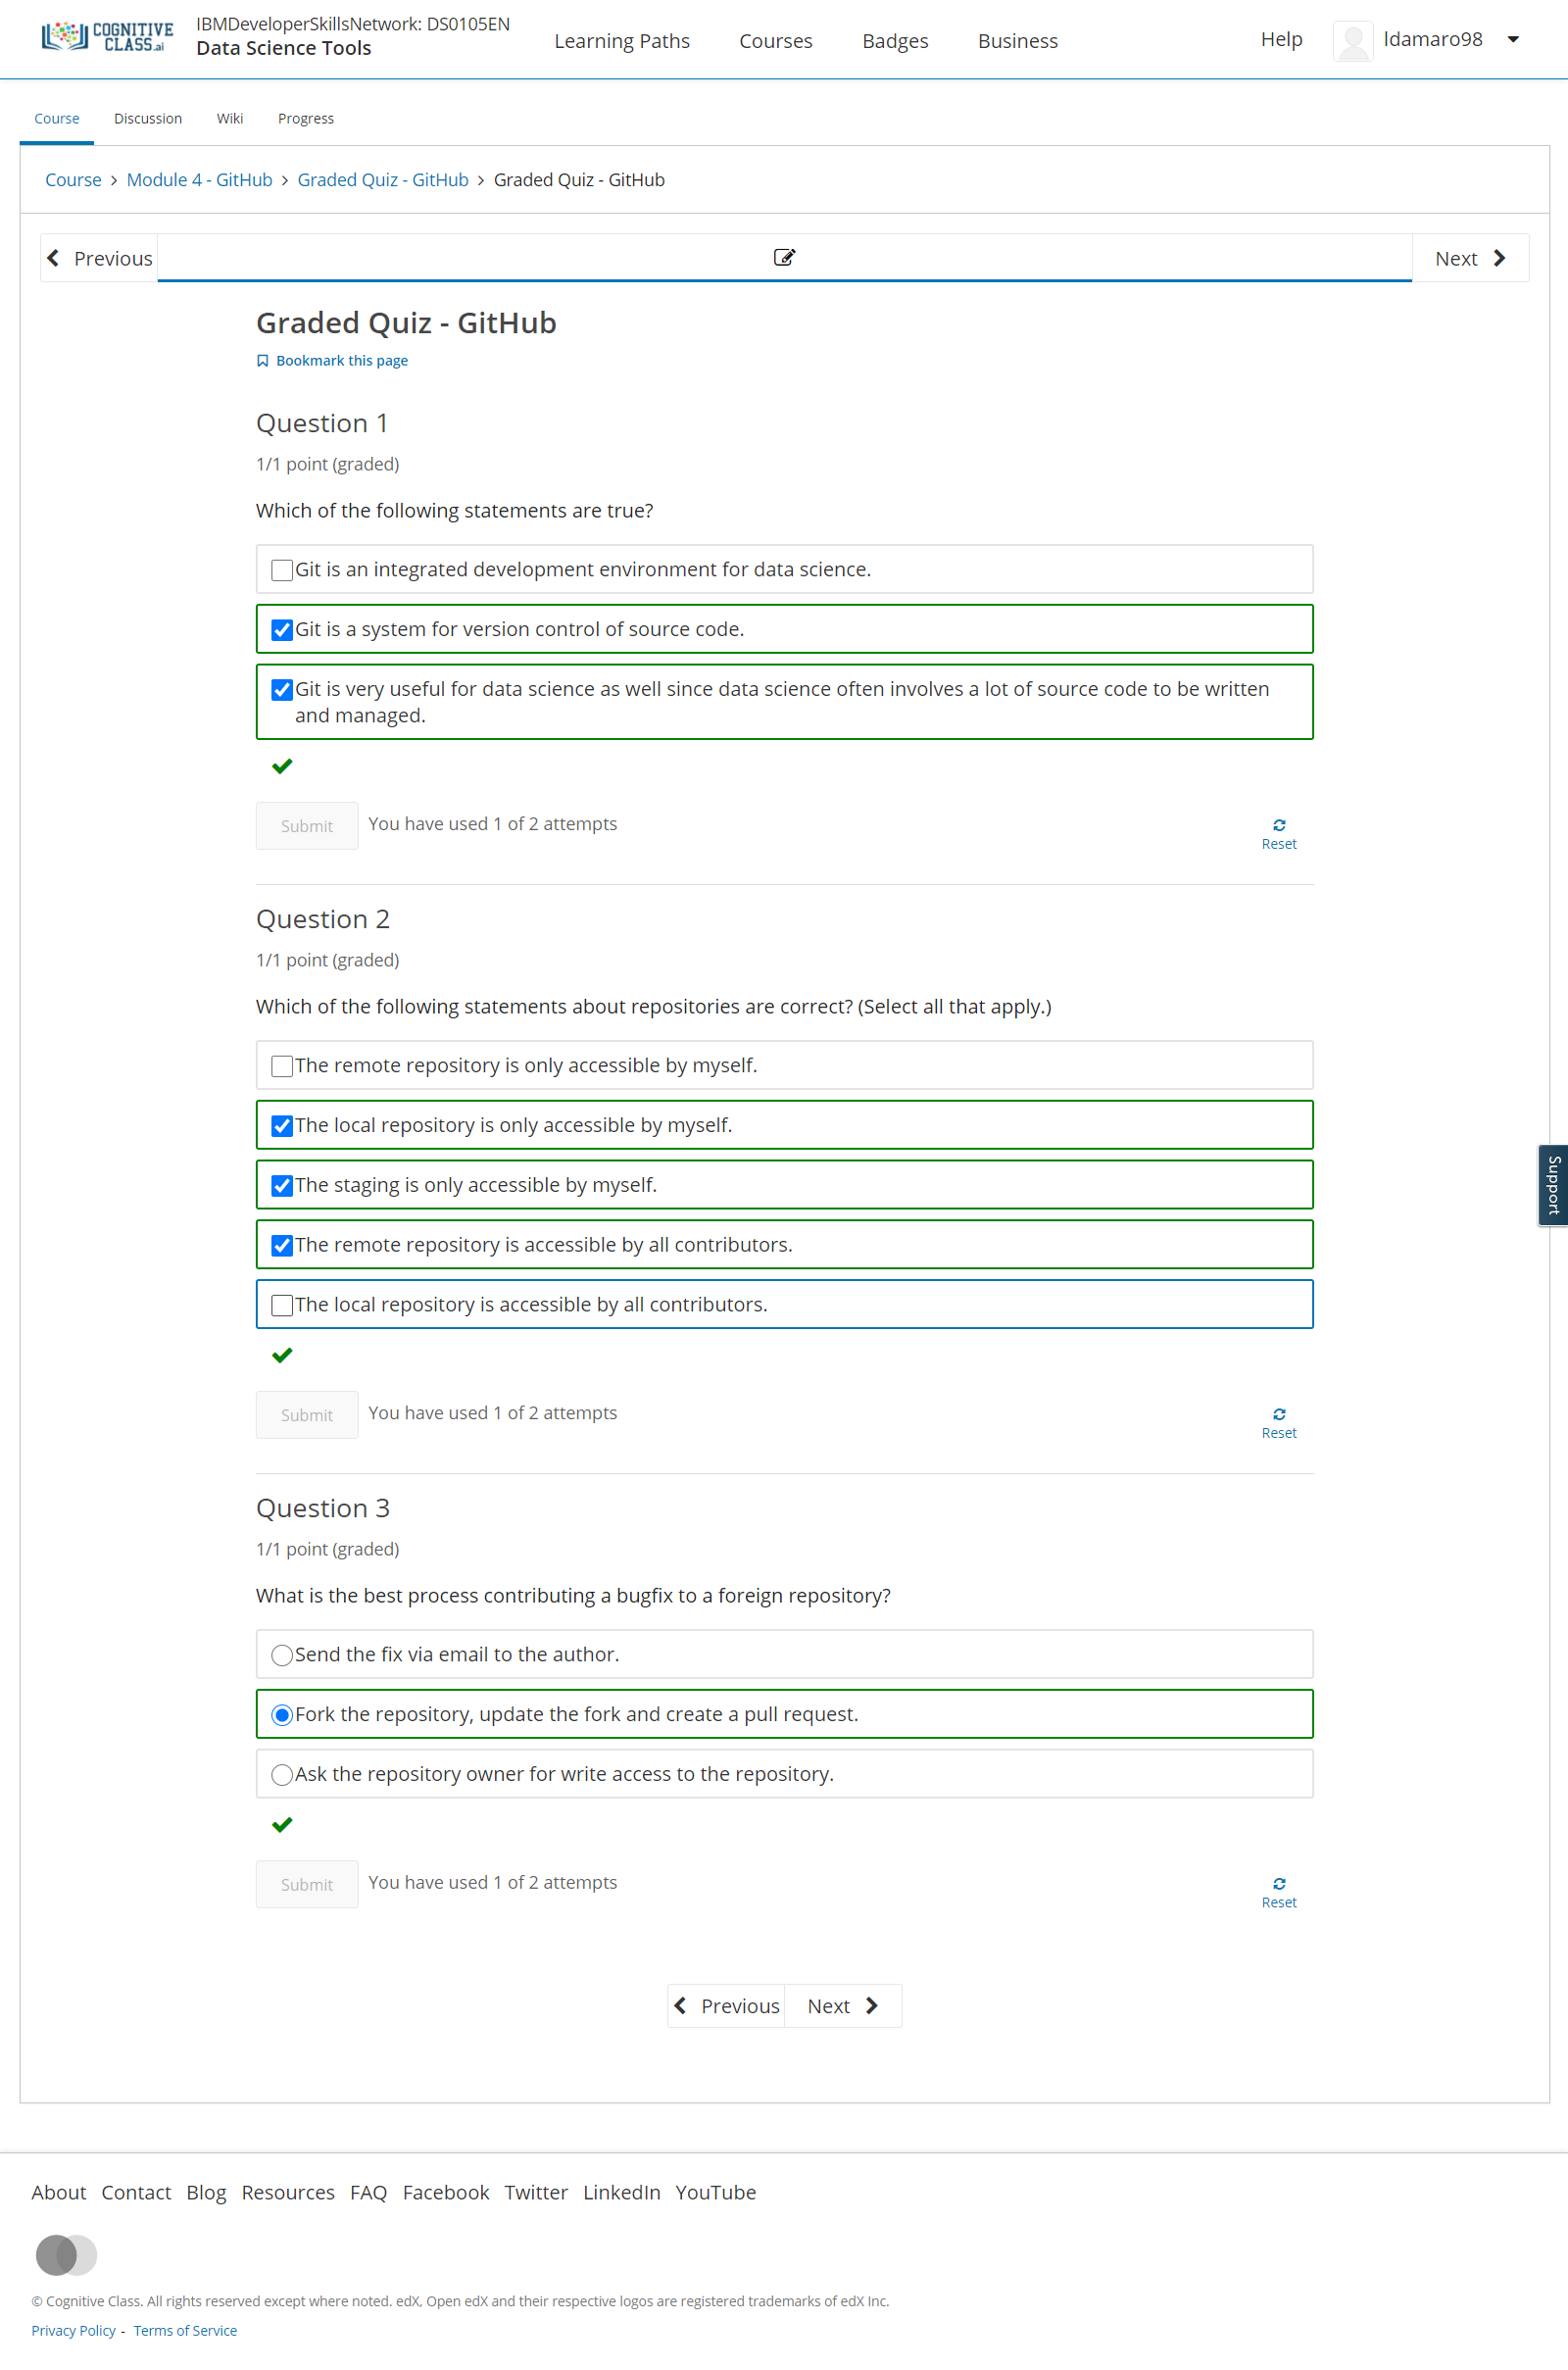 COGNITIVE
CLASS.ai
IBMDeveloperSkillsNetwork: DS0105EN
Data Science Tools
Learning Paths Courses Badges Business
Help ldamaro98
Course Discussion Wiki Progress
Course > Module 4 - GitHub > Graded Quiz - GitHub > Graded Quiz - GitHub
Previous Next
Graded Quiz - GitHub
Bookmark this page
Question 1
1/1 point (graded)
Which of the following statements are true?
Git is an integrated development environment for data science.
Git is a system for version control of source code.
Git is very useful for data science as well since data science often involves a lot of source code to be written
and managed.
Submit You have used 1 of 2 attempts
Reset
Question 2
1/1 point (graded)
Which of the following statements about repositories are correct? (Select all that apply.)
The remote repository is only accessible by myself.
The local repository is only accessible by myself.
The staging is only accessible by myself.
The remote repository is accessible by all contributors.
The local repository is accessible by all contributors.
Support
Submit You have used 1 of 2 attempts
Reset
Question 3
1/1 point (graded)
What is the best process contributing a bugfix to a foreign repository?
Send the fix via email to the author.
Fork the repository, update the fork and create a pull request.
Ask the repository owner for write access to the repository.
Submit You have used 1 of 2 attempts
Reset
Previous Next
About Contact Blog Resources FAQ Facebook Twitter LinkedIn YouTube
© Cognitive Class. All rights reserved except where noted. edX, Open edX and their respective logos are registered trademarks of edX Inc.
Privacy Policy - Terms of Service